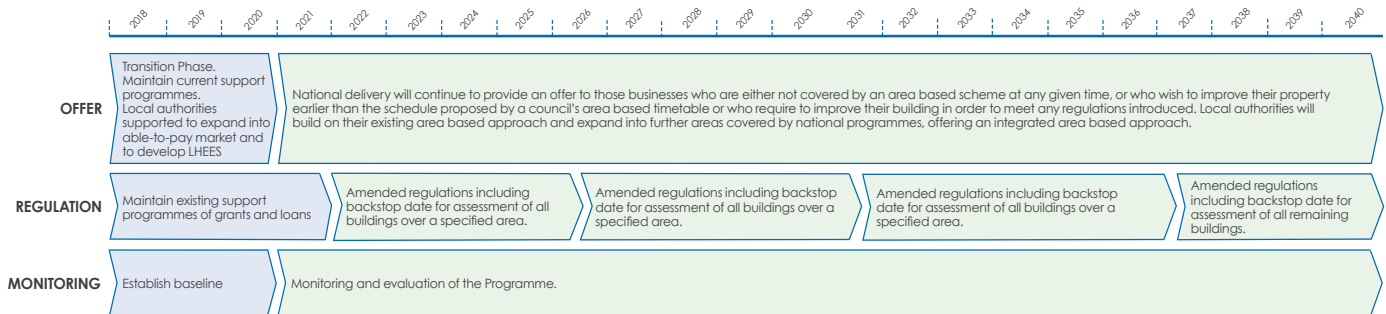 2018 2019 2020 2021 2022 2023 2024 2025 2026 2027 2028 2029 2030 2031 2032 2033 2034 2035 2036 2037 2038 2039 2040
OFFER
Transition Phase.
Maintain current support
programmes.
Local authorities
supported to expand into
able-to-pay market and
to develop LHEES
National delivery will continue to provide an offer to those businesses who are either not covered by an area based scheme at any given time, or who wish to improve their property
earlier than the schedule proposed by a council's area based timetable or who require to improve their building in order to meet any regulations introduced. Local authorities will
build on their existing area based approach and expand into further areas covered by national programmes, offering an integrated area based approach.
REGULATION
Maintain existing support
programmes of grants and loans
Amended regulations including
backstop date for assessment of all
buildings over a specified area.
Amended regulations including backstop
date for assessment of all buildings over a
specified area.
Amended regulations including backstop
date for assessment of all buildings over a
specified area.
Amended regulations
including backstop date for
assessment of all remaining
buildings.
MONITORING
Establish baseline
Monitoring and evaluation of the Programme.